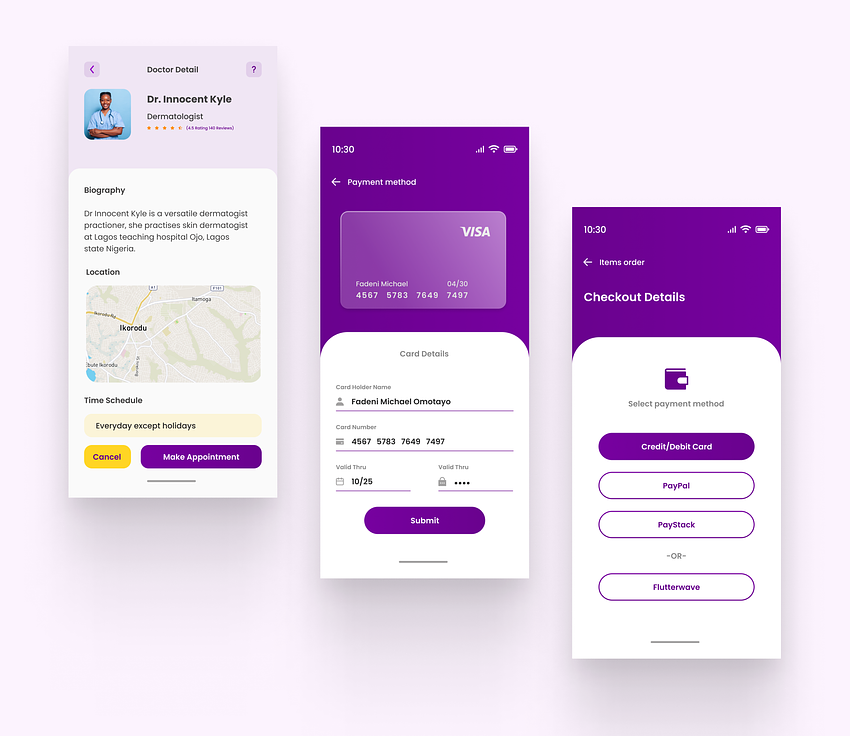 Doctor Detail
?
Dr. Innocent Kyle
Dermatologist
(4.5 Rating 140 Reviews)
Biography
Dr Innocent Kyle is a versatile dermatogist
practioner, she practises skin dermatogist
at Lagos teaching hospital Ojo, Lagos
state Nigeria.
Location
Itamoga
Ikorodu
Time Schedule
Everyday except holidays
Cancel
Make Appointment
10:30
Payment method
VISA
Fadeni Michael
04/30
4567 5783 7649 7497
Card Details
Card Holder Name
Fadeni Michael Omotayo
Card Number
4567 5783 7649 7497
Valid Thru
Valid Thru
10/25
••••
Submit
10:30
Items order
Checkout Details
Select payment method
Credit/Debit Card
PayPal
PayStack
-OR-
Flutterwave